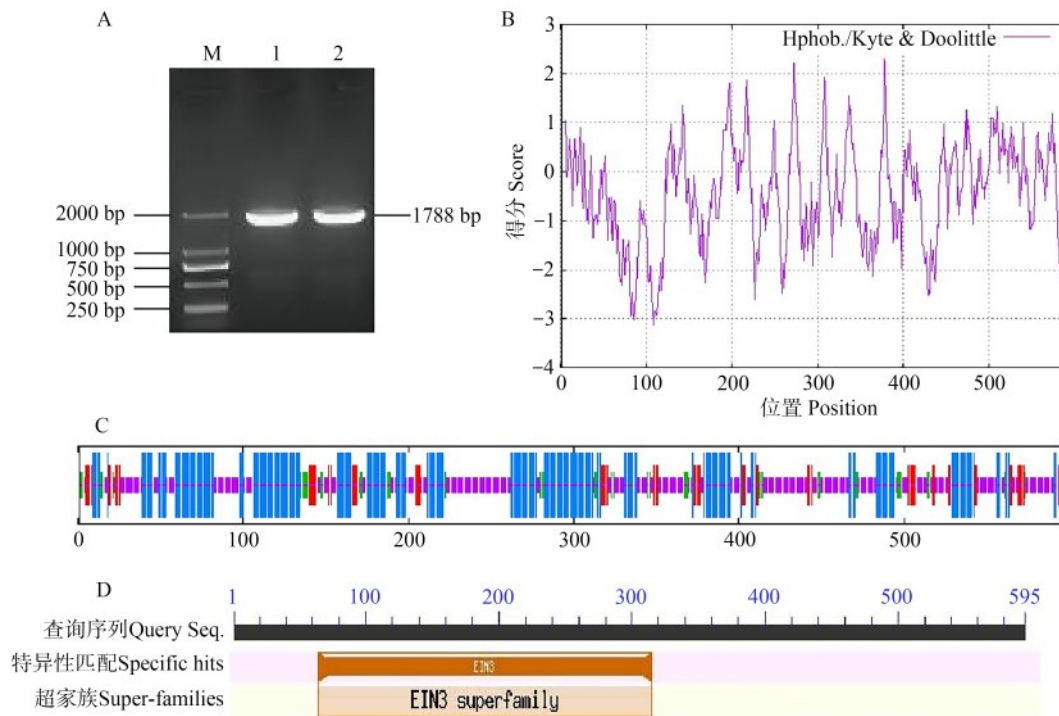 A
M 1 2
2000 bp
1788 bp
1000 bp
750 bp
500 bp
250 bp
B
Hphob./Kyte & Doolittle
得分 Score
3
2
1
0
−1
−2
−3
−4
0 100 200 300 400 500
位置 Position
C
0 100 200 300 400 500
D
1 100 200 300 400 500 595
查询序列Query Seq.
特异性匹配Specific hits
EIN3
超家族Super-families
EIN3 superfamily